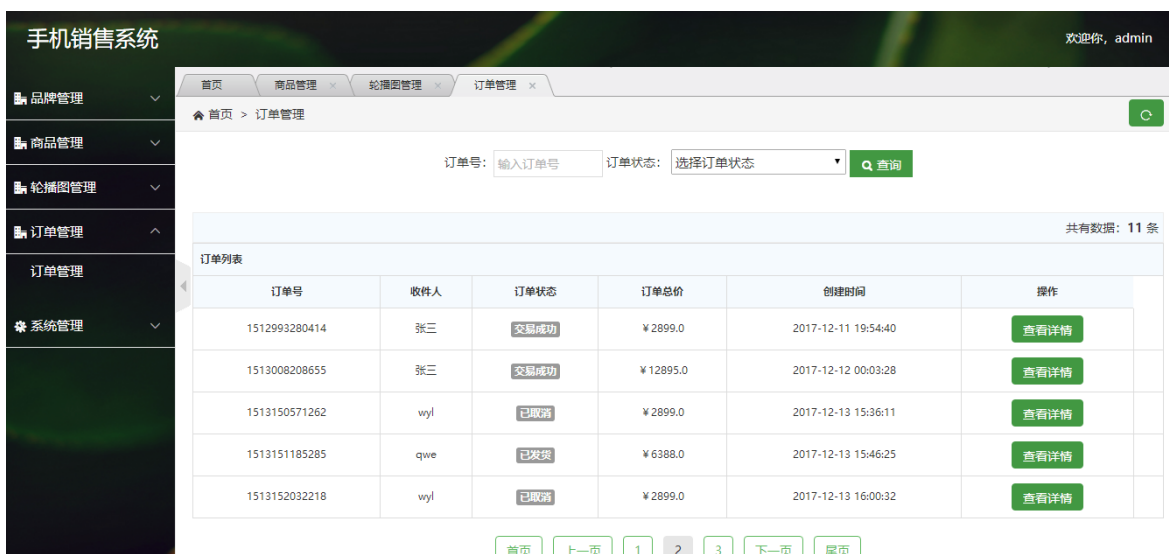 手机销售系统
欢迎你，admin
首页 商品管理 × 轮播图管理 × 订单管理 ×
品牌管理
首页 > 订单管理
商品管理
订单号： 输入订单号 订单状态： 选择订单状态 查询
轮播图管理
订单管理
共有数据：11 条
订单列表
订单管理
订单号 收件人 订单状态 订单总价 创建时间 操作
系统管理
1512993280414 张三 交易成功 ¥2899.0 2017-12-11 19:54:40 查看详情
1513008208655 张三 交易成功 ¥12895.0 2017-12-12 00:03:28 查看详情
1513150571262 wyl 已取消 ¥2899.0 2017-12-13 15:36:11 查看详情
1513151185285 qwe 已发货 ¥6388.0 2017-12-13 15:46:25 查看详情
1513152032218 wyl 已取消 ¥2899.0 2017-12-13 16:00:32 查看详情
首页 上一页 1 2 3 下一页 尾页